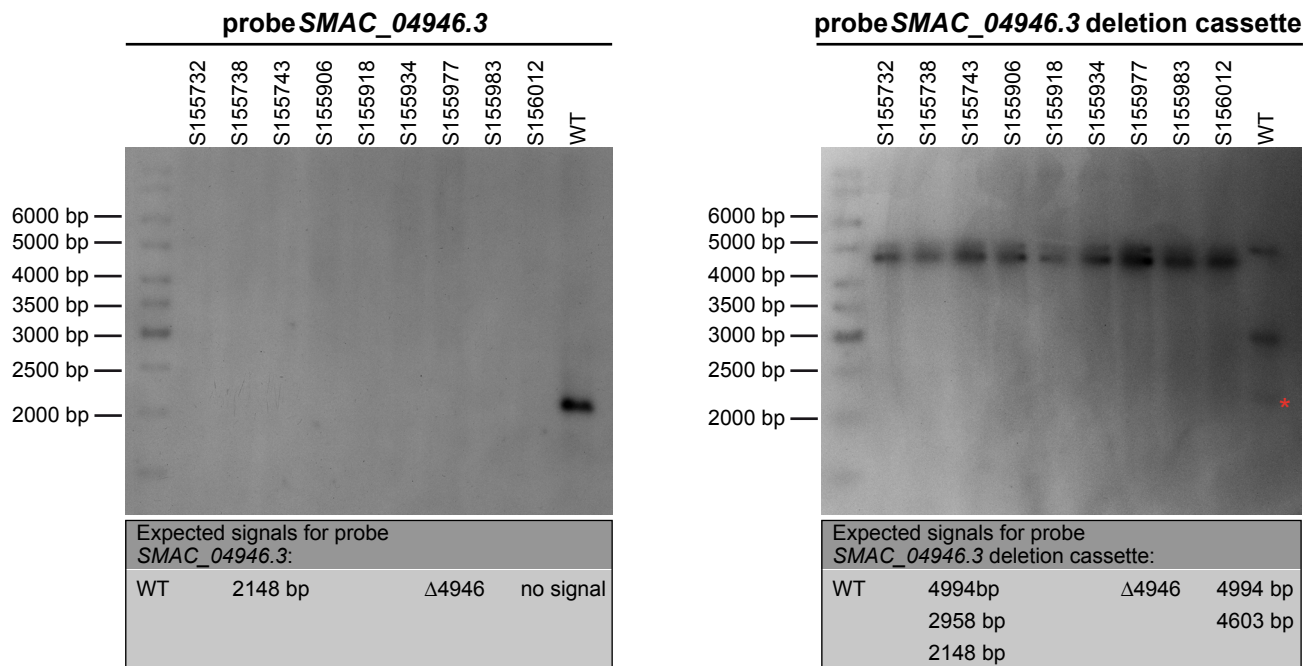 probe SMAC_04946.3
S155732
S155738
S155743
S155906
S155918
S155934
S155977
S155983
S156012
WT
6000 bp
5000 bp
4000 bp
3500 bp
3000 bp
2500 bp
2000 bp
Expected signals for probe
SMAC_04946.3:
WT 2148 bp Δ4946 no signal
probe SMAC_04946.3 deletion cassette
S155732
S155738
S155743
S155906
S155918
S155934
S155977
S155983
S156012
WT
6000 bp
5000 bp
4000 bp
3500 bp
3000 bp
2500 bp
2000 bp
*
Expected signals for probe
SMAC_04946.3 deletion cassette:
WT 4994bp Δ4946 4994 bp
2958 bp 4603 bp
2148 bp